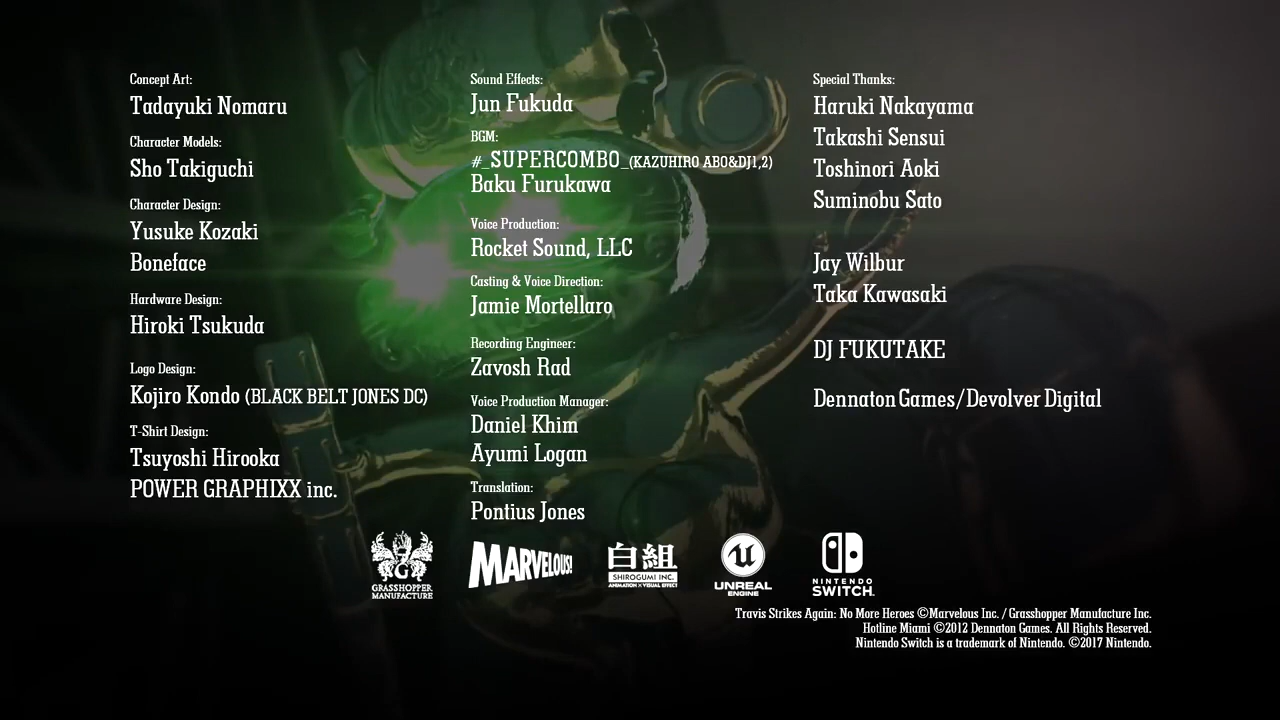 Concept Art:
Tadayuki Nomaru
Character Models:
Sho Takiguchi
Character Design:
Yusuke Kozaki
Boneface
Hardware Design:
Hiroki Tsukuda
Logo Design:
Kojiro Kondo (BLACK BELT JONES DC)
T-Shirt Design:
Tsuyoshi Hirooka
POWER GRAPHIXX inc.
Sound Effects:
Jun Fukuda
BGM:
#_SUPERCOMBO_(KAZUHIRO ABO&DJ1,2)
Baku Furukawa
Voice Production:
Rocket Sound, LLC
Casting & Voice Direction:
Jamie Mortellaro
Recording Engineer:
Zavosh Rad
Voice Production Manager:
Daniel Khim
Ayumi Logan
Translation:
Pontius Jones
Special Thanks:
Haruki Nakayama
Takashi Sensui
Toshinori Aoki
Suminobu Sato
Jay Wilbur
Taka Kawasaki
DJ FUKUTAKE
Dennaton Games/Devolver Digital
G
GRASSHOPPER
MANUFACTURE
MARVELOUS!
白組
SHIROGUMI INC.
ANIMATION × VISUAL EFFECT
UNREAL
ENGINE
NINTENDO
SWITCH
Travis Strikes Again: No More Heroes ©Marvelous Inc. / Grasshopper Manufacture Inc.
Hotline Miami ©2012 Dennaton Games. All Rights Reserved.
Nintendo Switch is a trademark of Nintendo. ©2017 Nintendo.